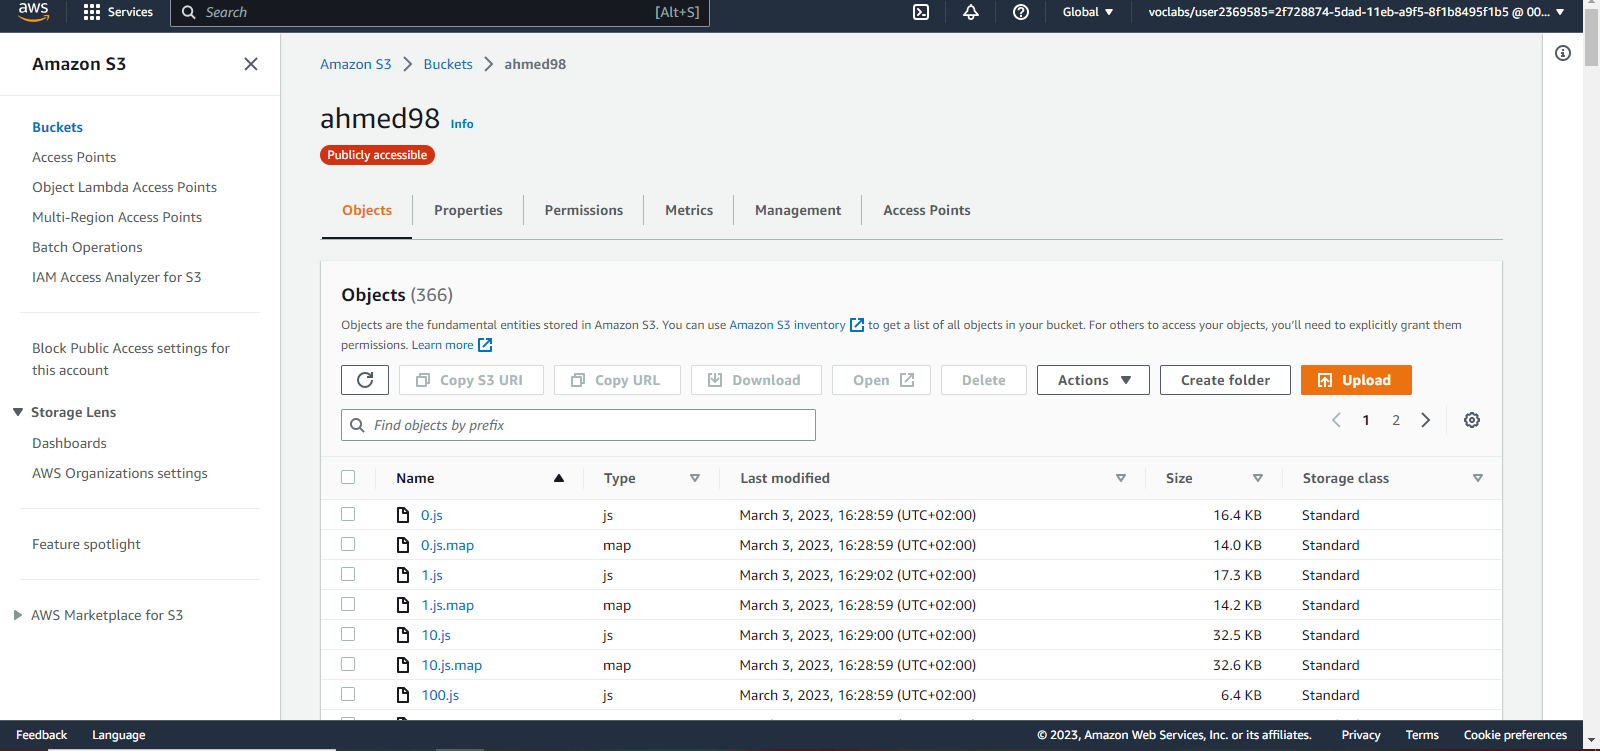 aws
Services
Search
[Alt+S]
Global
voclabs/user2369585=2f728874-5dad-11eb-a9f5-8f1b8495f1b5 @ 00...
Amazon S3
Buckets
Access Points
Object Lambda Access Points
Multi-Region Access Points
Batch Operations
IAM Access Analyzer for S3
Block Public Access settings for
this account
Storage Lens
Dashboards
AWS Organizations settings
Feature spotlight
AWS Marketplace for S3
Amazon S3 > Buckets > ahmed98
ahmed98 Info
Publicly accessible
Objects Properties Permissions Metrics Management Access Points
Objects (366)
Objects are the fundamental entities stored in Amazon S3. You can use Amazon S3 inventory to get a list of all objects in your bucket. For others to access your objects, you'll need to explicitly grant them
permissions. Learn more
Copy S3 URI Copy URL Download Open Delete Actions Create folder Upload
Find objects by prefix
1 2
Name Type Last modified Size Storage class
0.js js March 3, 2023, 16:28:59 (UTC+02:00) 16.4 KB Standard
0.js.map map March 3, 2023, 16:28:59 (UTC+02:00) 14.0 KB Standard
1.js js March 3, 2023, 16:29:02 (UTC+02:00) 17.3 KB Standard
1.js.map map March 3, 2023, 16:28:59 (UTC+02:00) 14.2 KB Standard
10.js js March 3, 2023, 16:29:00 (UTC+02:00) 32.5 KB Standard
10.js.map map March 3, 2023, 16:28:59 (UTC+02:00) 32.6 KB Standard
100.js js March 3, 2023, 16:28:59 (UTC+02:00) 6.4 KB Standard
Feedback Language © 2023, Amazon Web Services, Inc. or its affiliates. Privacy Terms Cookie preferences